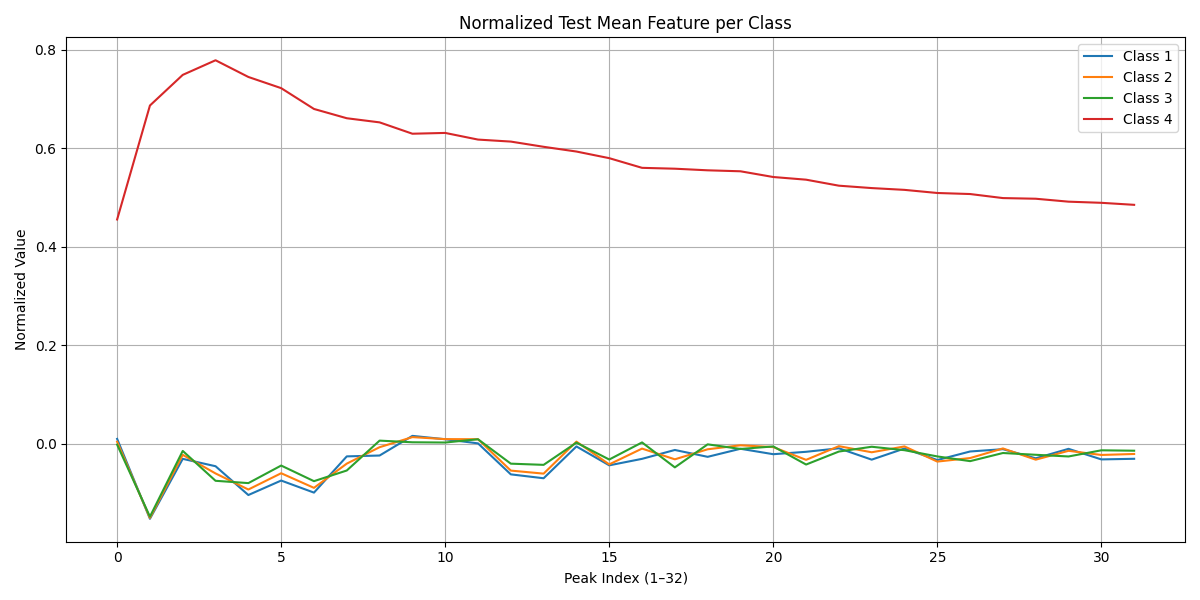 Normalized Test Mean Feature per Class
Class 1
Class 2
Class 3
Class 4
0.8
0.6
0.4
0.2
0.0
Normalized Value
0 5 10 15 20 25 30
Peak Index (1–32)